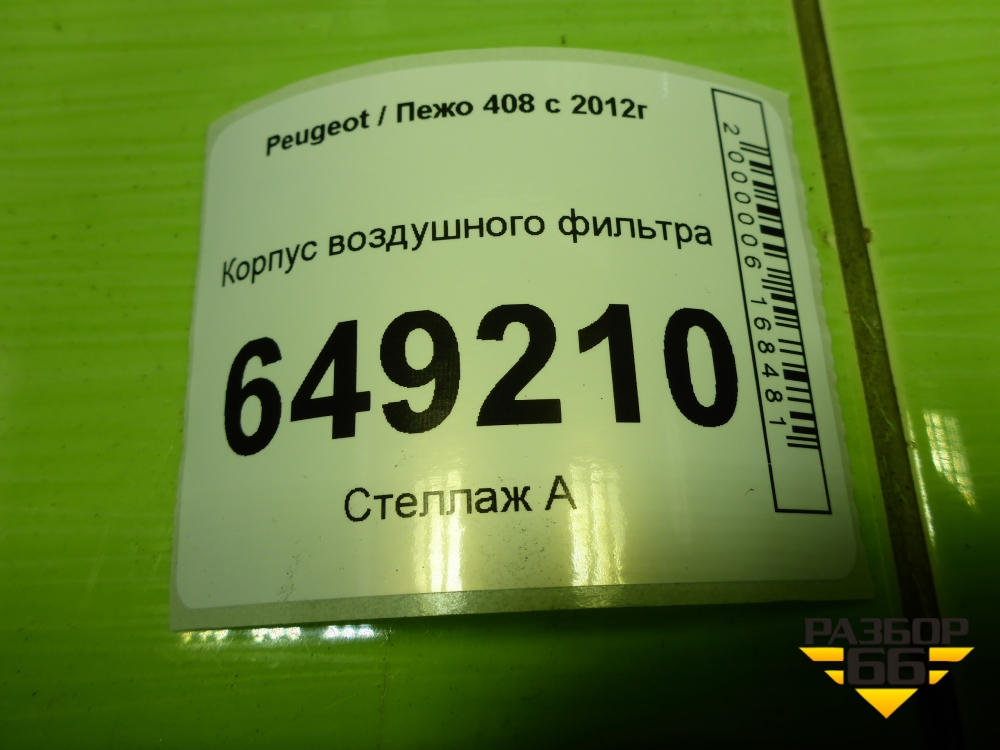 Peugeot / Пежо 408 с 2012г
Корпус воздушного фильтра
649210
Стеллаж А
2000006168481
РАЗБОР
66